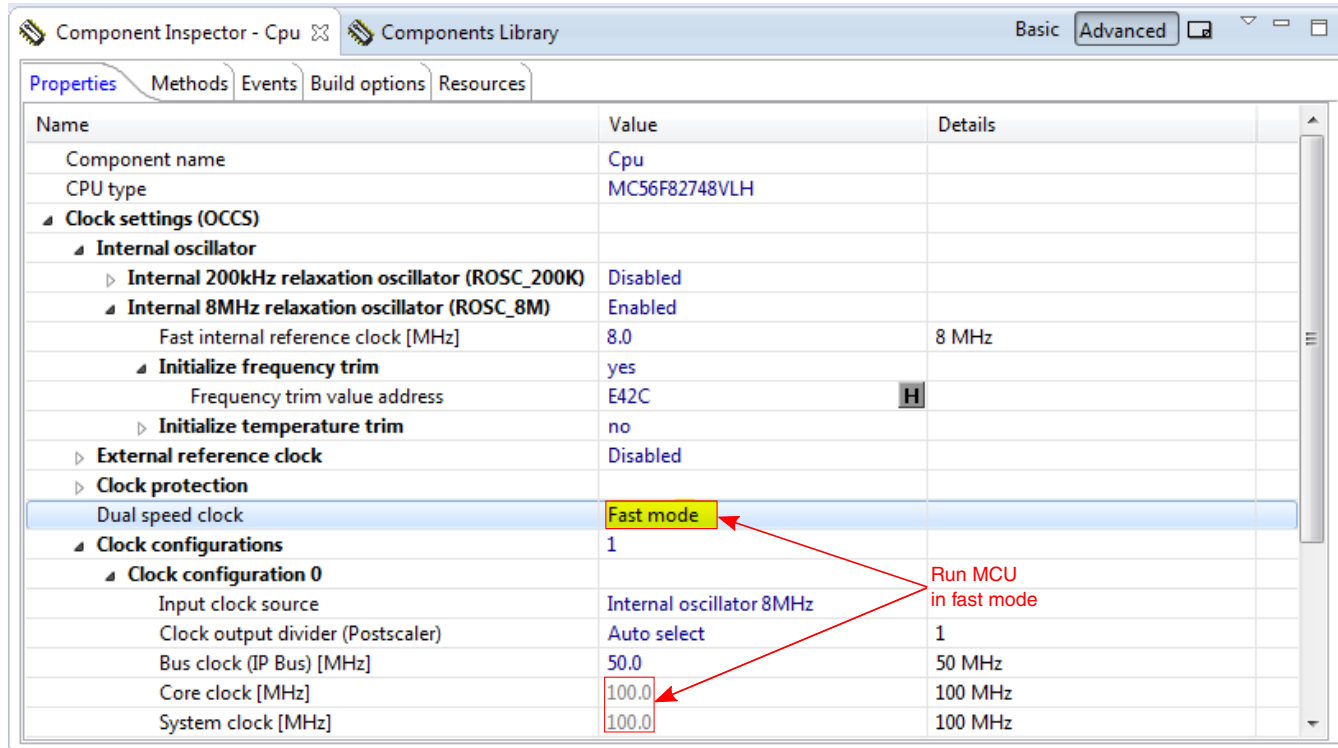 Component Inspector - Cpu Components Library Basic Advanced
Properties Methods Events Build options Resources
Name Value Details
Component name Cpu
CPU type MC56F82748VLH
Clock settings (OCCS)
Internal oscillator
Internal 200kHz relaxation oscillator (ROSC_200K) Disabled
Internal 8MHz relaxation oscillator (ROSC_8M) Enabled
Fast internal reference clock [MHz] 8.0 8 MHz
Initialize frequency trim yes
Frequency trim value address E42C H
Initialize temperature trim no
External reference clock Disabled
Clock protection
Dual speed clock Fast mode
Clock configurations 1
Clock configuration 0 Run MCU
Input clock source Internal oscillator 8MHz in fast mode
Clock output divider (Postscaler) Auto select 1
Bus clock (IP Bus) [MHz] 50.0 50 MHz
Core clock [MHz] 100.0 100 MHz
System clock [MHz] 100.0 100 MHz